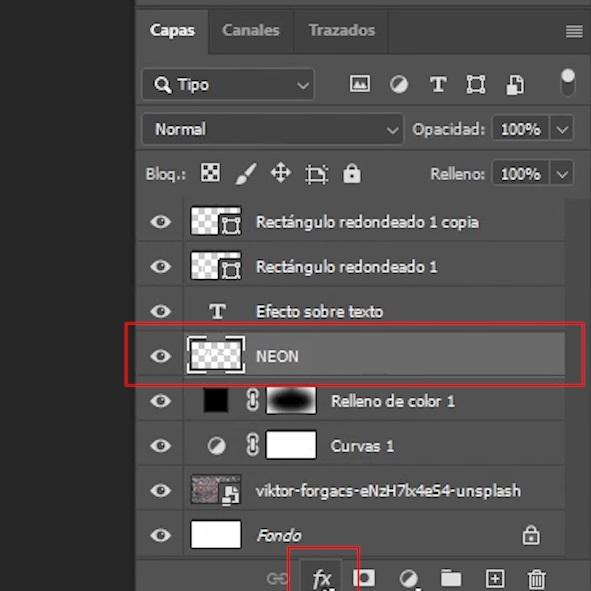 Capas Canales Trazados
Tipo
Normal Opacidad: 100%
Bloq.: Relleno: 100%
Rectángulo redondeado 1 copia
Rectángulo redondeado 1
T Efecto sobre texto
NEON
Relleno de color 1
Curvas 1
viktor-forgacs-eNzH7lx4eS4-unsplash
Fondo
fx